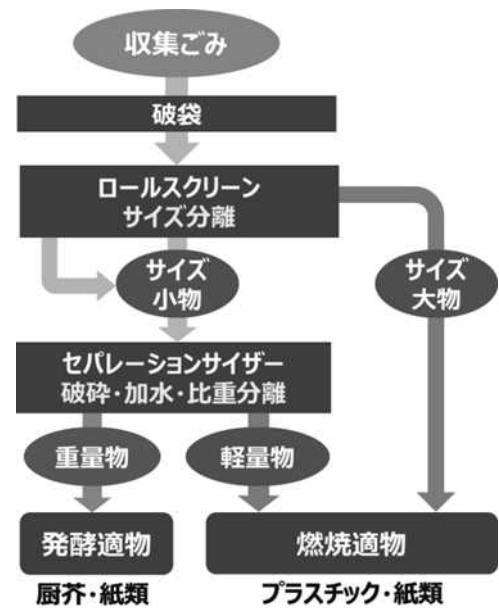 収集ごみ
破袋
ロールスクリーン
サイズ分離
サイズ
小物
サイズ
大物
セパレーションサイザー
破砕・加水・比重分離
重量物
軽量物
発酵適物
燃焼適物
厨芥・紙類
プラスチック・紙類